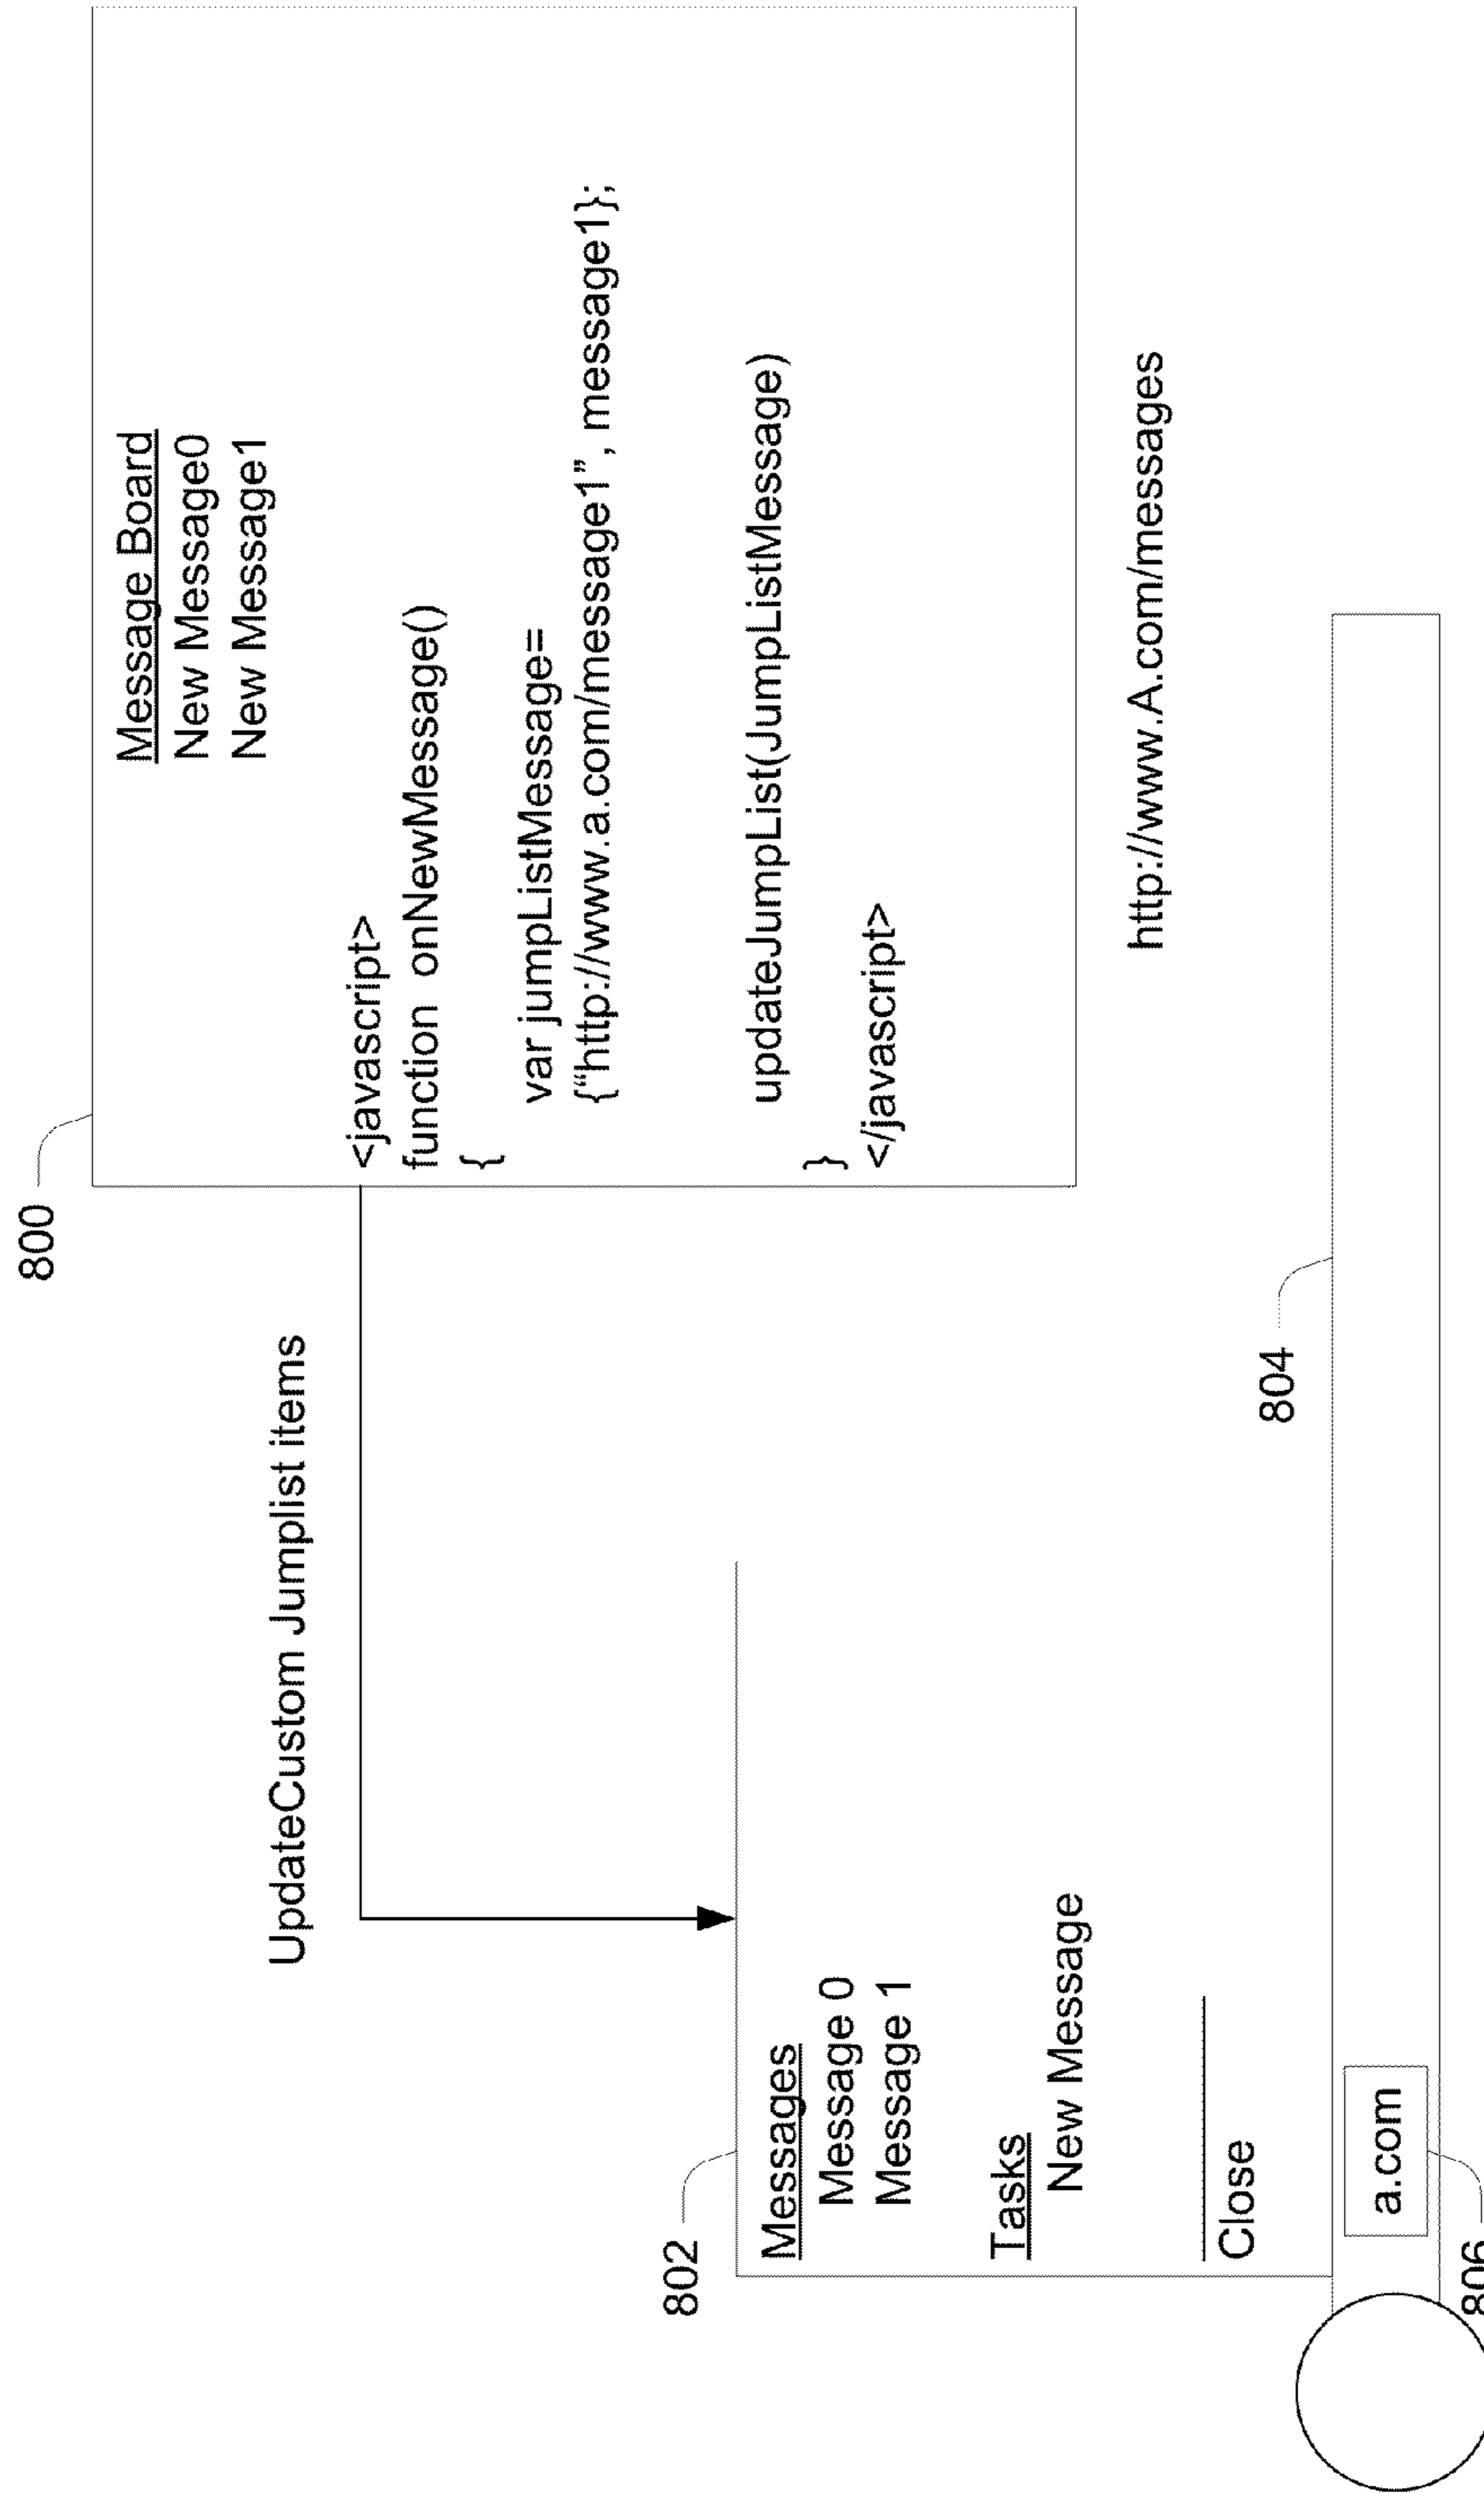 800
Message Board
New Message0
New Message1
<javascript>
function onNewMessage()
{
var jumpListMessage=
{“http://www.a.com/message1”, message1};
updateJumpList(JumpListMessage)
}
</javascript>
http://www.A.com/messages
UpdateCustom Jumplist items
802
Messages
Message 0
Message 1
Tasks
New Message
Close
804
a.com
806